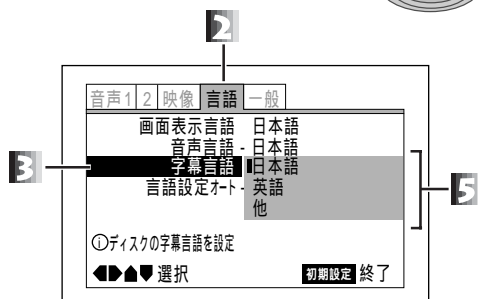 2
音声1 2 映像 言語 一般
画面表示言語 日本語
音声言語 - 日本語
3 字幕言語 日本語
言語設定オート - 英語
他
5
ⓘディスクの字幕言語を設定
選択 初期設定 終了